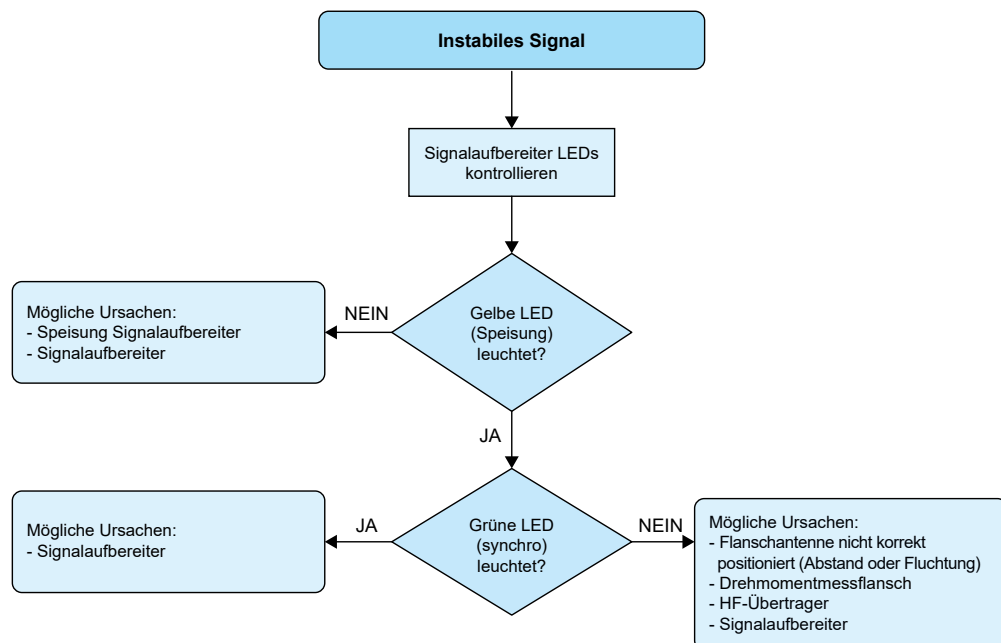 Instabiles Signal
Signalaufbereiter LEDs
kontrollieren
Gelbe LED
(Speisung)
leuchtet?
NEIN
Mögliche Ursachen:
- Speisung Signalaufbereiter
- Signalaufbereiter
JA
Grüne LED
(synchro)
leuchtet?
JA
Mögliche Ursachen:
- Signalaufbereiter
NEIN
Mögliche Ursachen:
- Flanschantenne nicht korrekt
positioniert (Abstand oder Fluchtung)
- Drehmomentmessflansch
- HF-Übertrager
- Signalaufbereiter